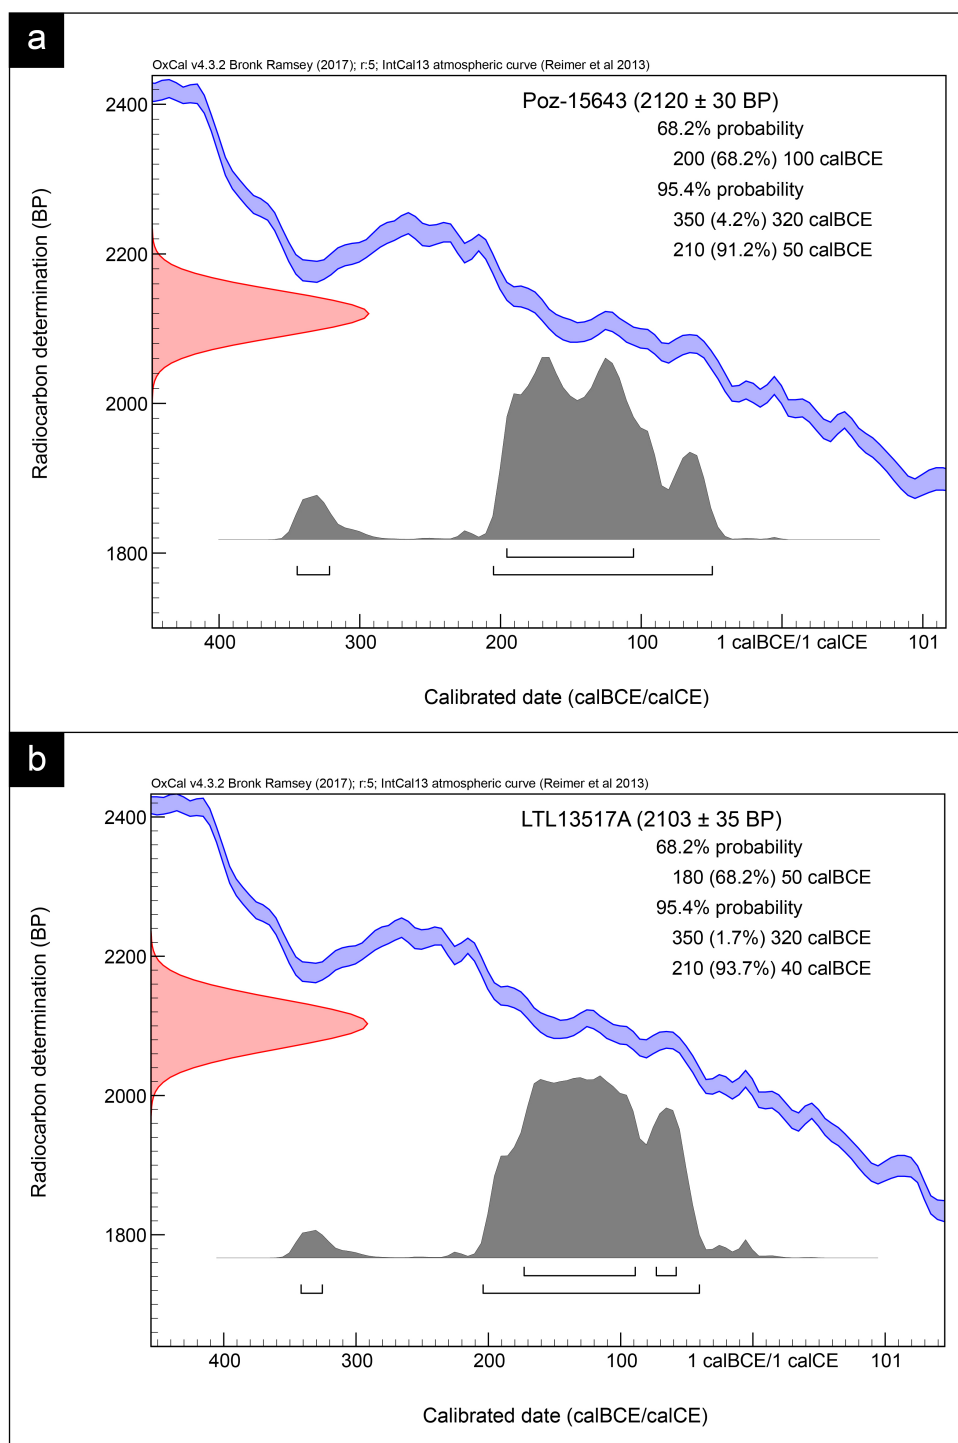 a
OxCal v4.3.2 Bronk Ramsey (2017); r:5; IntCal13 atmospheric curve (Reimer et al 2013)
Poz-15643 (2120 ± 30 BP)
68.2% probability
200 (68.2%) 100 calBCE
95.4% probability
350 (4.2%) 320 calBCE
210 (91.2%) 50 calBCE
Radiocarbon determination (BP)
2400
2200
2000
1800
400 300 200 100 1 calBCE/1 calCE 101
Calibrated date (calBCE/calCE)
b
OxCal v4.3.2 Bronk Ramsey (2017); r:5; IntCal13 atmospheric curve (Reimer et al 2013)
LTL13517A (2103 ± 35 BP)
68.2% probability
180 (68.2%) 50 calBCE
95.4% probability
350 (1.7%) 320 calBCE
210 (93.7%) 40 calBCE
Radiocarbon determination (BP)
2400
2200
2000
1800
400 300 200 100 1 calBCE/1 calCE 101
Calibrated date (calBCE/calCE)